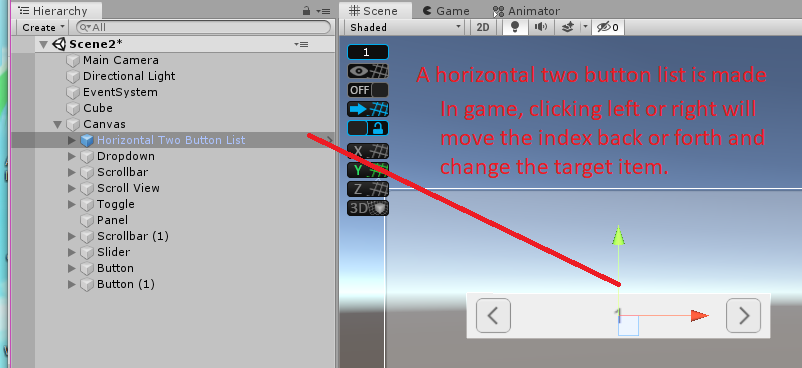 Hierarchy
Create
All
Scene2*
Main Camera
Directional Light
EventSystem
Cube
Canvas
Horizontal Two Button List
Dropdown
Scrollbar
Scroll View
Toggle
Panel
Scrollbar (1)
Slider
Button
Button (1)
Scene Game Animator
Shaded 2D 0
1
OFF
X
Y
Z
3D
A horizontal two button list is made
In game, clicking left or right will
move the index back or forth and
change the target item.